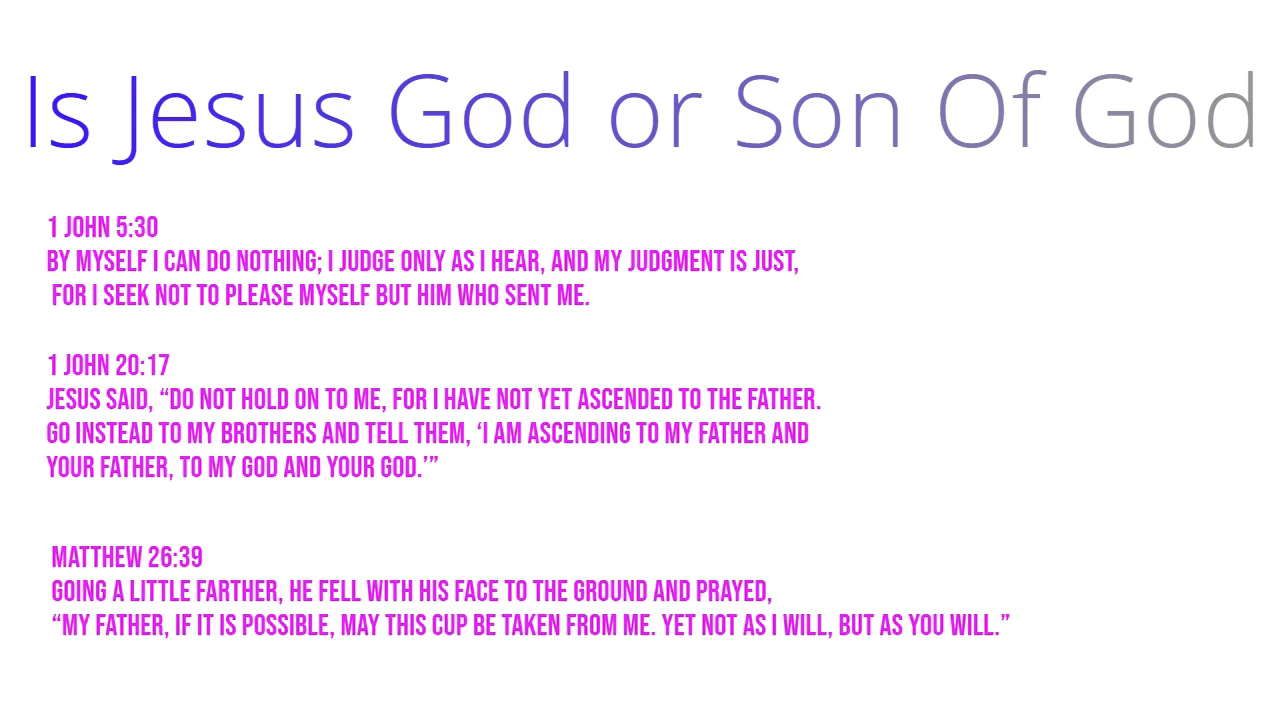 Is Jesus God or Son Of God
1 JOHN 5:30
BY MYSELF I CAN DO NOTHING; I JUDGE ONLY AS I HEAR, AND MY JUDGMENT IS JUST,
FOR I SEEK NOT TO PLEASE MYSELF BUT HIM WHO SENT ME.
1 JOHN 20:17
JESUS SAID, “DO NOT HOLD ON TO ME, FOR I HAVE NOT YET ASCENDED TO THE FATHER.
GO INSTEAD TO MY BROTHERS AND TELL THEM, ‘I AM ASCENDING TO MY FATHER AND
YOUR FATHER, TO MY GOD AND YOUR GOD.’”
MATTHEW 26:39
GOING A LITTLE FARTHER, HE FELL WITH HIS FACE TO THE GROUND AND PRAYED,
“MY FATHER, IF IT IS POSSIBLE, MAY THIS CUP BE TAKEN FROM ME. YET NOT AS I WILL, BUT AS YOU WILL.”